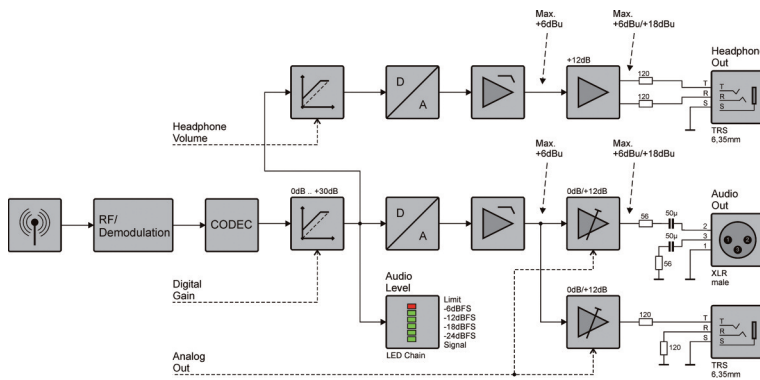 Max.
+6dBu
Max.
+6dBu/+18dBu
Headphone
Out
+12dB
D
A
120
120
T
R
S
T
R
S
TRS
6,35mm
Headphone
Volume
Max.
+6dBu
Max.
+6dBu/+18dBu
0dB .. +30dB
RF/
Demodulation
CODEC
D
A
0dB/+12dB
56
50µ
50µ
56
2
3
1
Audio
Out
1
2
3
XLR
male
Digital
Gain
Audio
Level
Limit
-6dBFS
-12dBFS
-18dBFS
-24dBFS
Signal
LED Chain
0dB/+12dB
120
120
T
R
S
T
R
S
TRS
6,35mm
Analog
Out